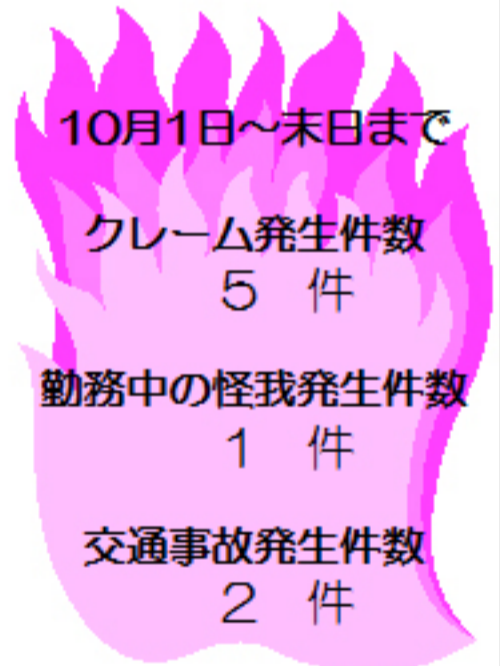 10月1日～末日まで
クレーム発生件数
5　件
勤務中の怪我発生件数
1　件
交通事故発生件数
2　件